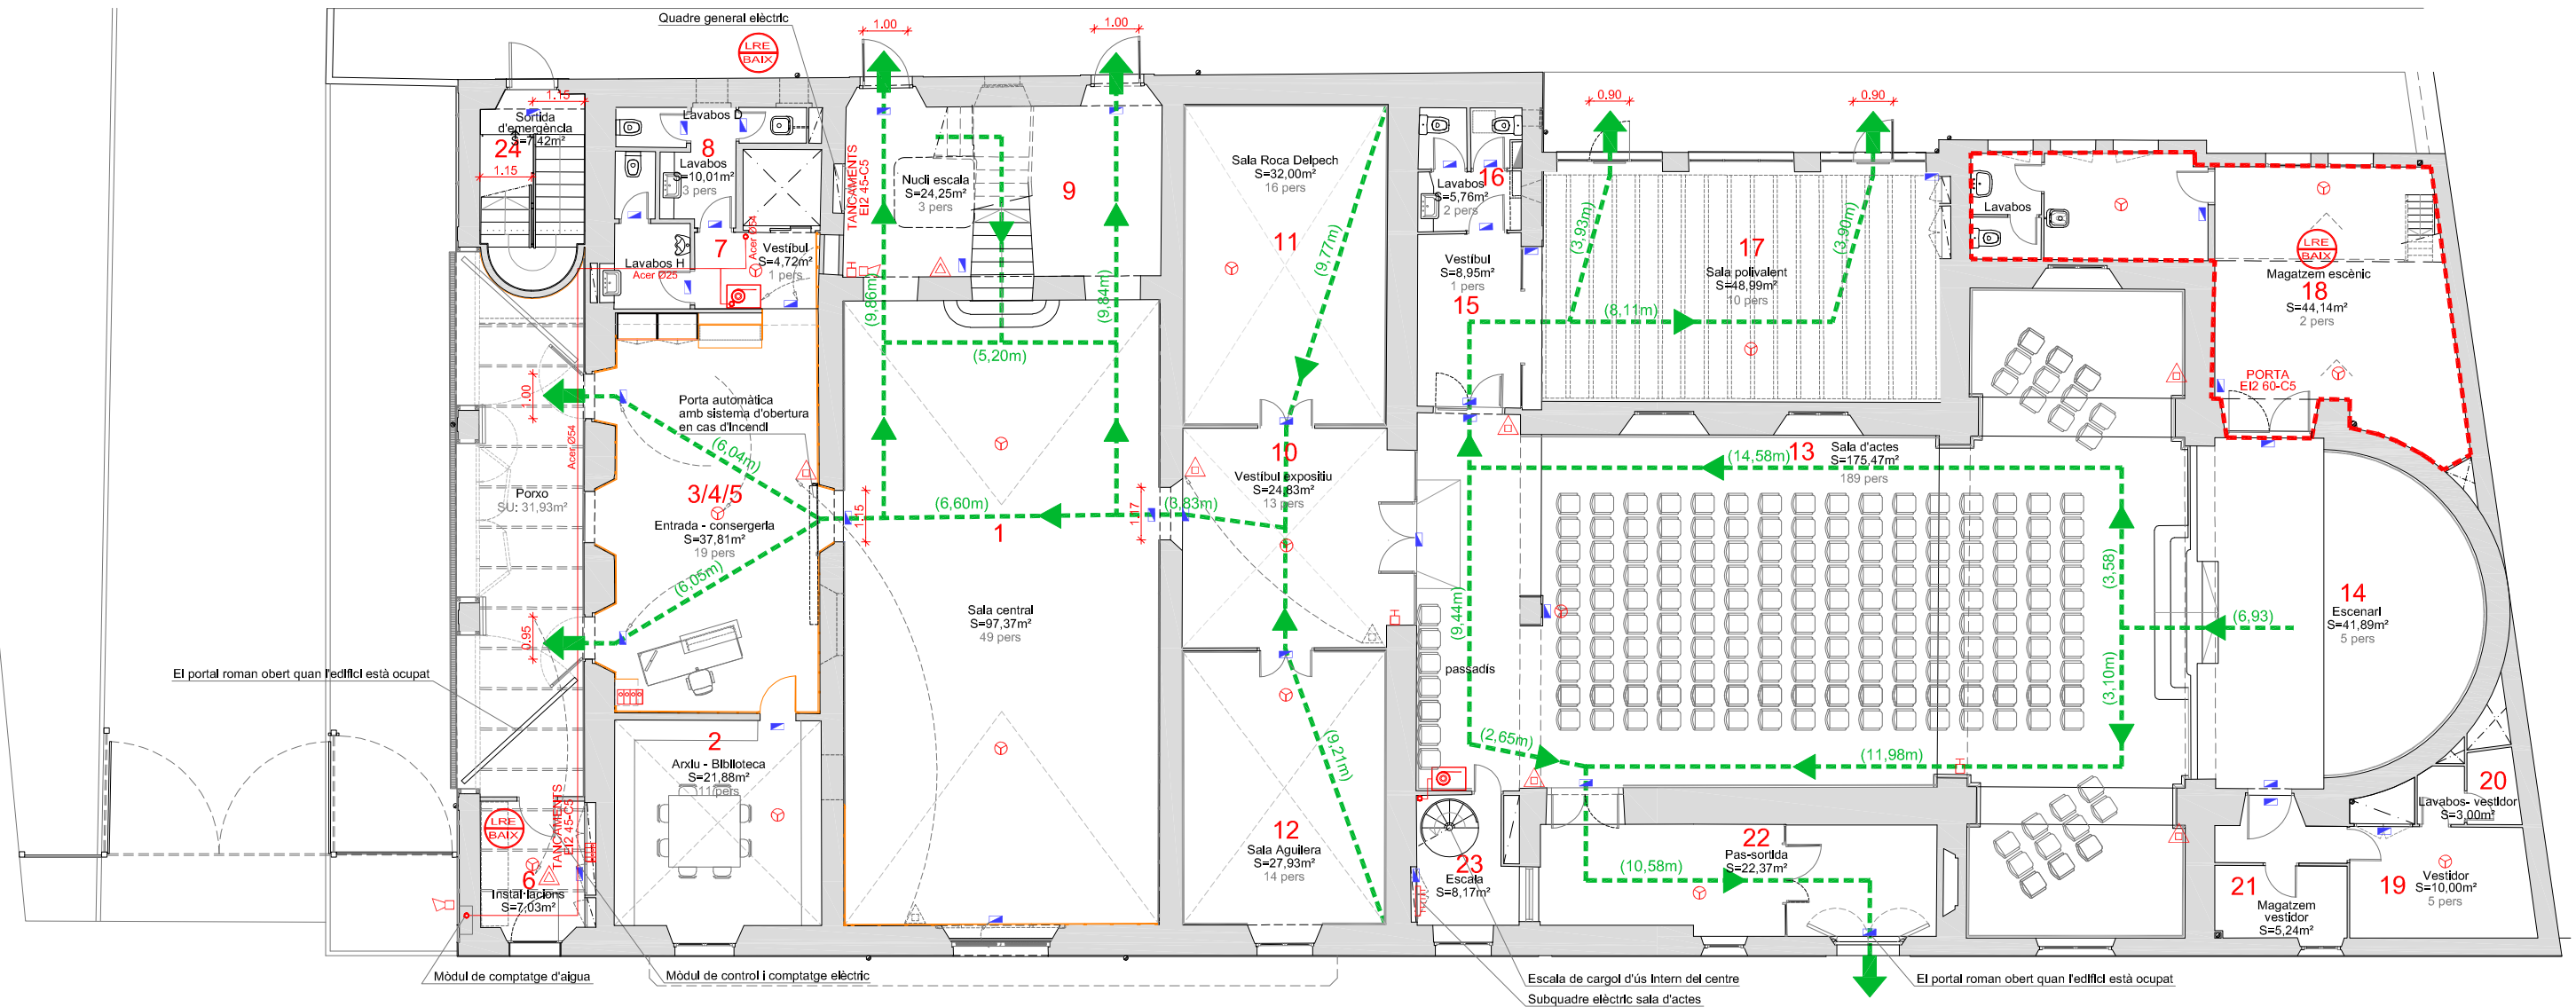 Quadre general elèctric
1.00
1.00
LRE
BAIX
1.15
Sortida
d'emergència
S=7,42m²
24
1.15
Lavabos D
8
Lavabos
S=10,01m²
3 pers
Lavabos H
Acer Ø25
7
Acer Ø54
Vestíbul
S=4,72m²
1 pers
TANCAMENTS
EI2 45-C5
Nucli escala
S=24,25m²
3 pers
9
(9,86m)
(9,84m)
(5,20m)
Sala Roca Delpech
S=32,00m²
16 pers
11
(9,77m)
Lavabos
S=5,76m²
2 pers
16
Vestíbul
S=8,95m²
1 pers
15
0.90
0.90
(3,93m)
(3,90m)
17
Sala polivalent
S=48,99m²
10 pers
(8,11m)
Lavabos
LRE
BAIX
Magatzem escènic
18
S=44,14m²
2 pers
PORTA
EI2 60-C5
1.00
Acer Ø54
Porta automàtica
amb sistema d'obertura
en cas d'incendi
(6,04m)
3/4/5
Entrada - consergeria
S=37,81m²
19 pers
(6,05m)
Porxo
SU: 31,93m²
0.95
1.15
(6,60m)
1
1.17
(3,83m)
10
Vestíbul expositiu
S=24,83m²
13 pers
13
Sala d'actes
S=175,47m²
189 pers
(14,58m)
(9,44m)
passadís
(3,58)
(3,10m)
(6,93)
14
Escenari
S=41,89m²
5 pers
Sala central
S=97,37m²
49 pers
El portal roman obert quan l'edifici està ocupat
2
Arxiu - Biblioteca
S=21,88m²
11 pers
(9,21m)
(2,65m)
(11,98m)
LRE
BAIX
TANCAMENTS
EI2 45-C5
6
Instal·lacions
S=7,03m²
12
Sala Aguilera
S=27,93m²
14 pers
23
Escala
S=8,17m²
22
Pas-sortida
S=22,37m²
(10,58m)
20
Lavabos- vestidor
S=3,00m²
19
Vestidor
S=10,00m²
5 pers
21
Magatzem
vestidor
S=5,24m²
Mòdul de comptatge d'aigua
Mòdul de control i comptatge elèctric
Escala de cargol d'ús intern del centre
Subquadre elèctric sala d'actes
El portal roman obert quan l'edifici està ocupat